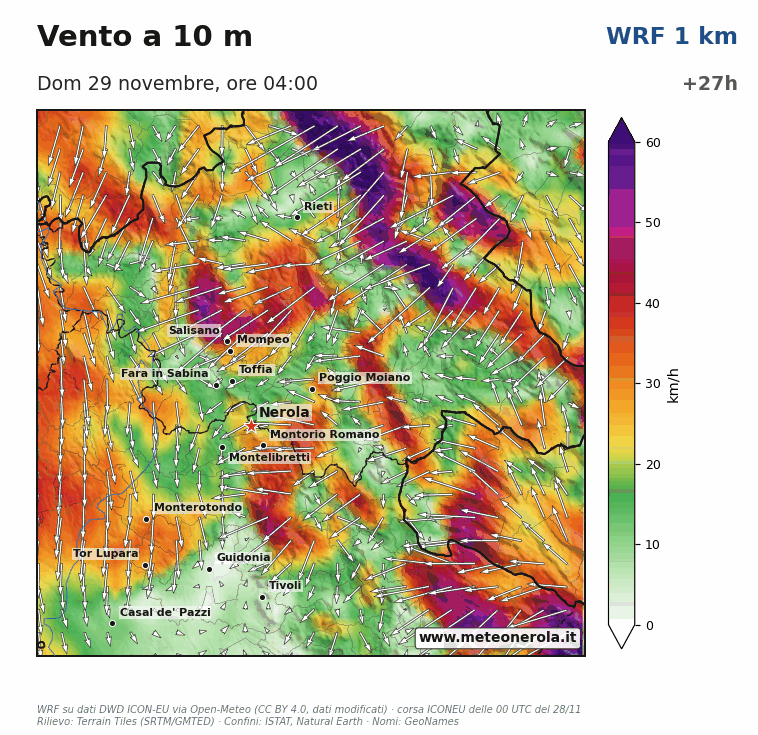 Vento a 10 m
WRF 1 km
Dom 29 novembre, ore 04:00
+27h
Rieti
Salisano
Mompeo
Fara in Sabina
Toffia
Poggio Moiano
Nerola
Montorio Romano
Montelibretti
Monterotondo
Tor Lupara
Guidonia
Tivoli
Casal de' Pazzi
www.meteonerola.it
60
50
40
30
20
10
0
km/h
WRF su dati DWD ICON-EU via Open-Meteo (CC BY 4.0, dati modificati) · corsa ICONEU delle 00 UTC del 28/11
Rilievo: Terrain Tiles (SRTM/GMTED) · Confini: ISTAT, Natural Earth · Nomi: GeoNames